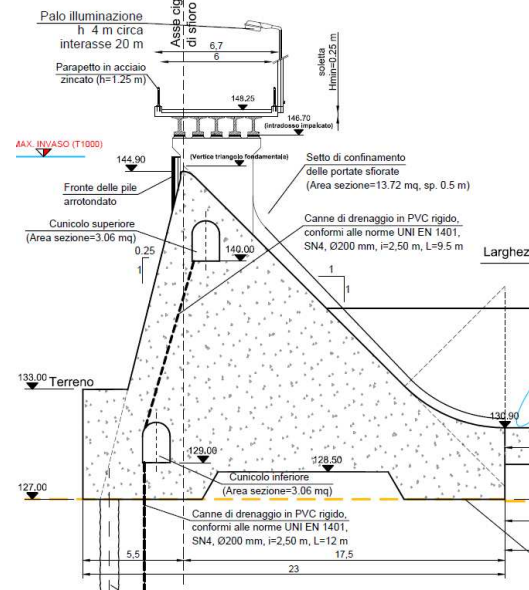 Palo illuminazione
h 4 m circa
interasse 20 m
Asse cig
di sfioro
6,7
6
Parapetto in acciaio
zincato (h=1.25 m)
soletta
Hmin=0.25 m
148.25
146.70
(intradosso impalcato)
MAX. INVASO (T1000)
(Vertice triangolo fondamentale)
144.90
Setto di confinamento
delle portate sfiorate
(Area sezione=13.72 mq, sp. 0.5 m)
Fronte delle pile
arrotondato
Cunicolo superiore
(Area sezione=3.06 mq)
Canne di drenaggio in PVC rigido,
conformi alle norme UNI EN 1401,
SN4, Ø200 mm, i=2,50 m, L=9.5 m
0.25
1
140.00
Larghez
1
1
133.00
Terreno
130.90
129.00
128.50
Cunicolo inferiore
(Area sezione=3.06 mq)
127.00
Canne di drenaggio in PVC rigido,
conformi alle norme UNI EN 1401,
SN4, Ø200 mm, i=2,50 m, L=12 m
5,5
17,5
23